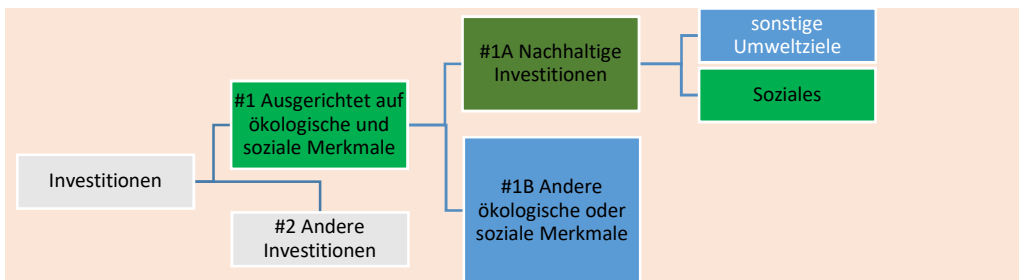 Investitionen
#1 Ausgerichtet auf
ökologische und
soziale Merkmale
#2 Andere
Investitionen
#1A Nachhaltige
Investitionen
#1B Andere
ökologische oder
soziale Merkmale
sonstige
Umweltziele
Soziales